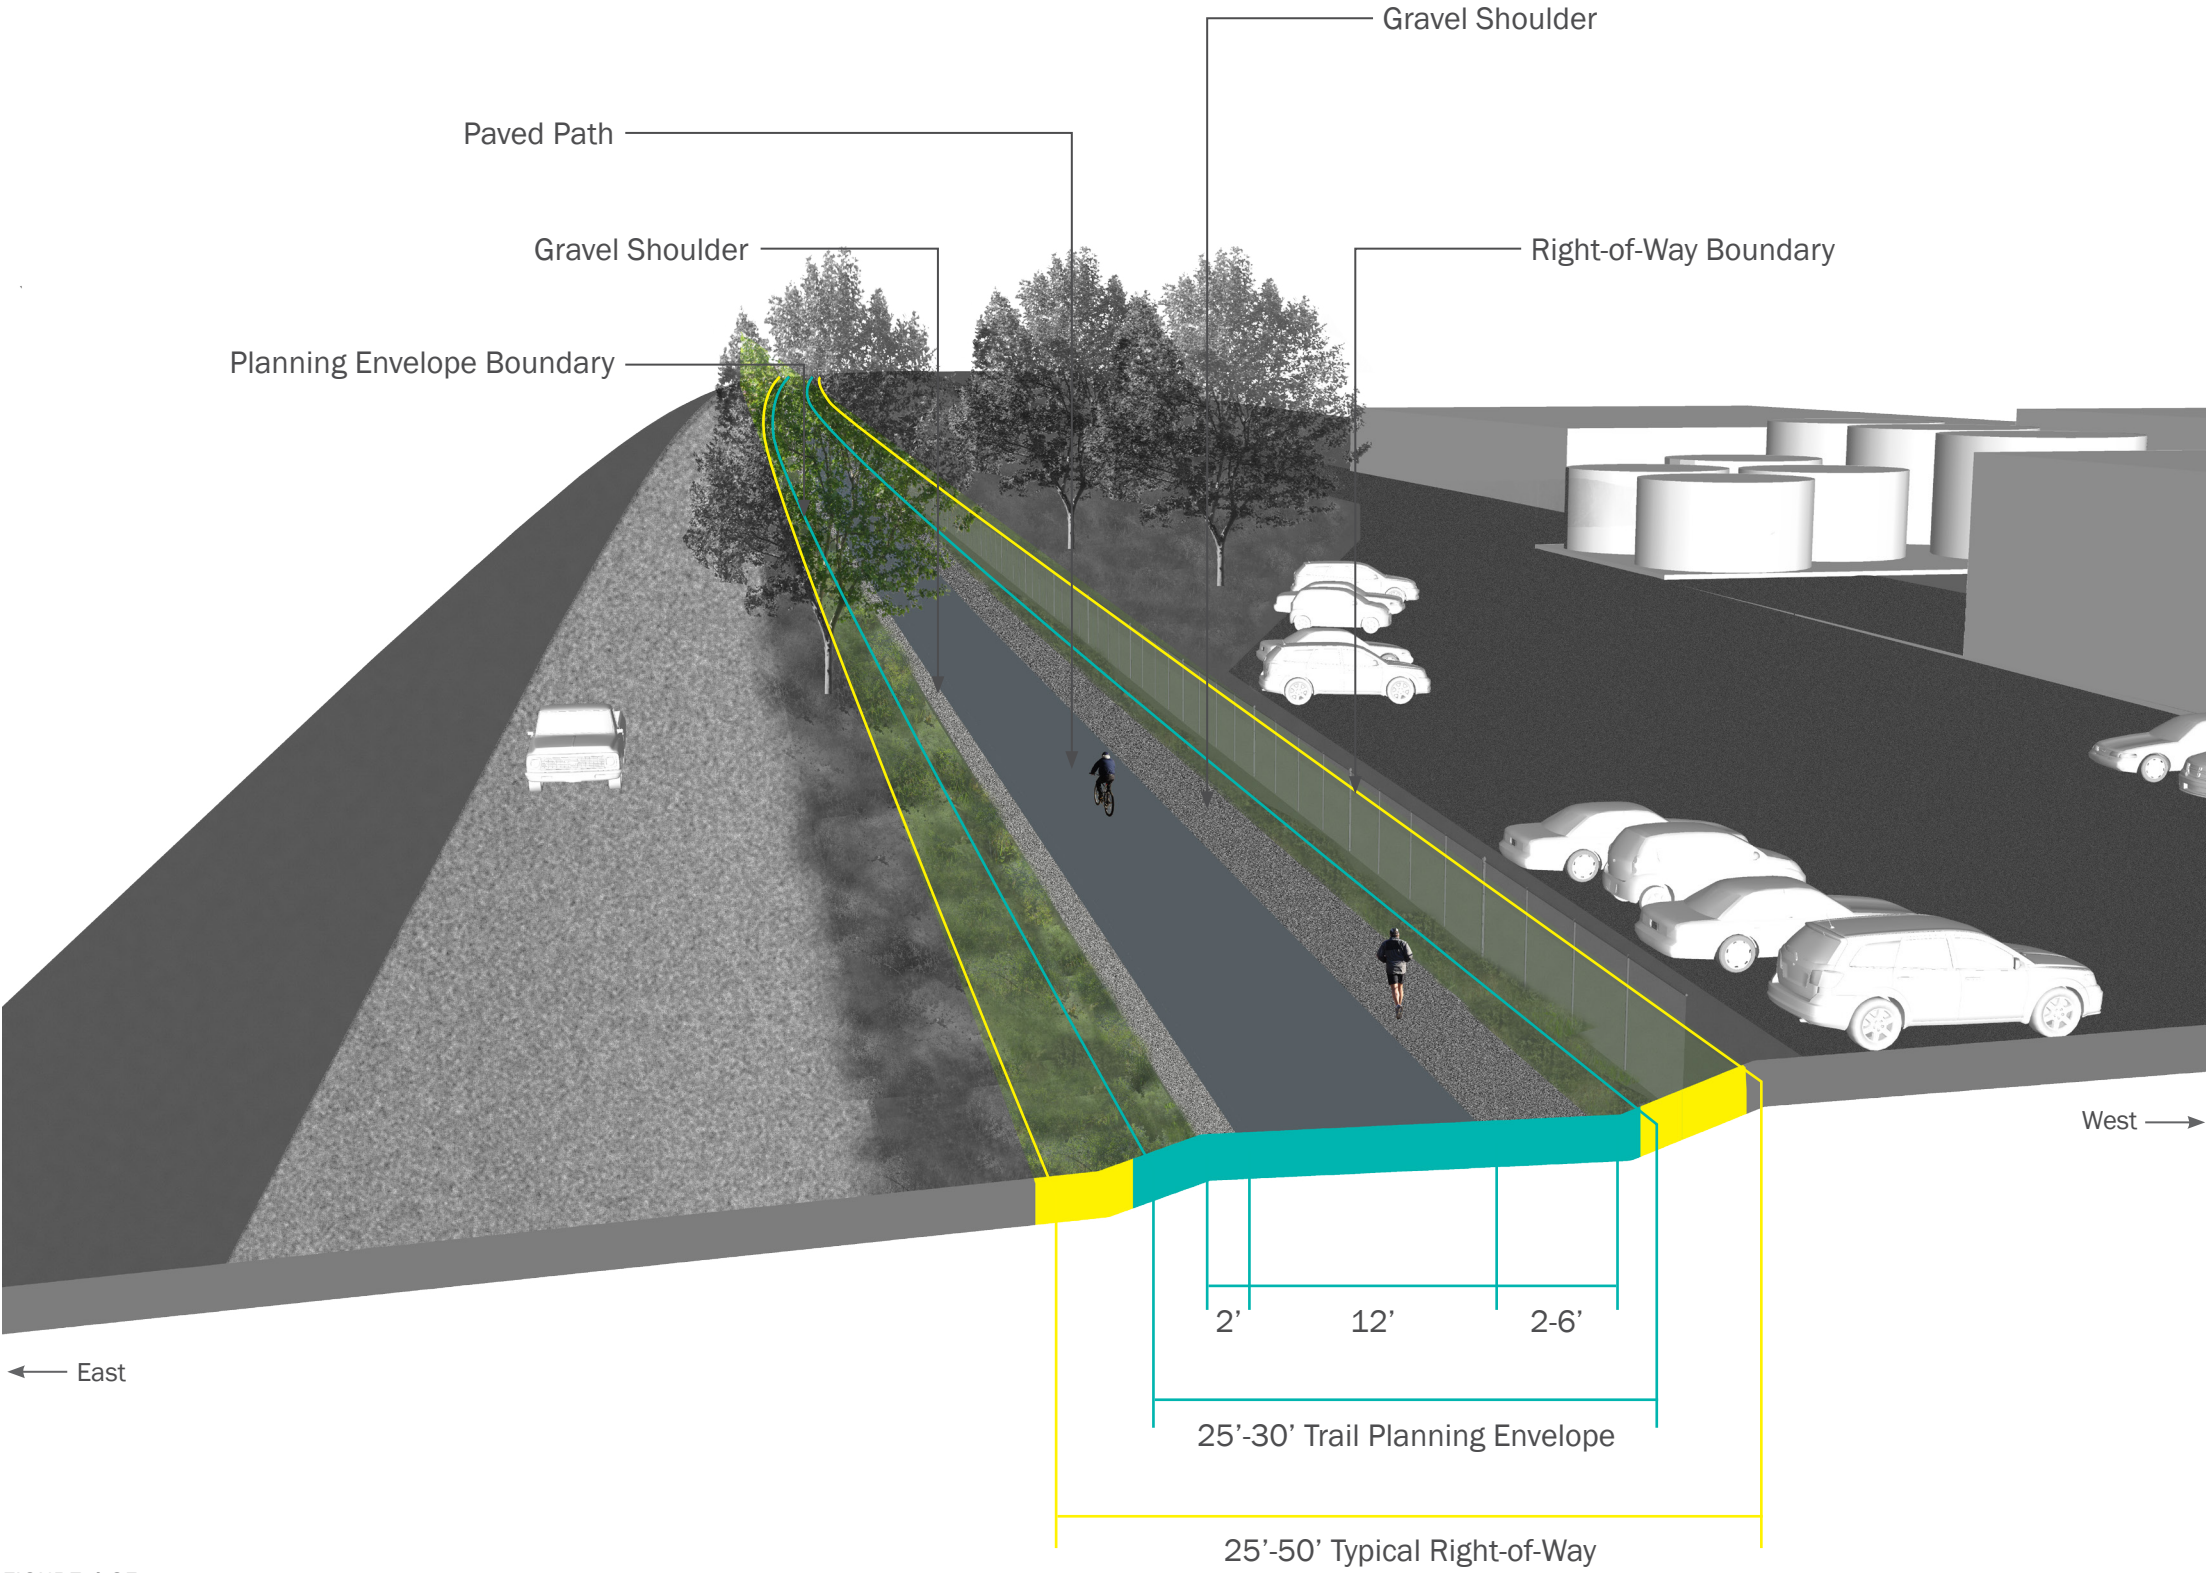 Gravel Shoulder
Paved Path
Gravel Shoulder
Right-of-Way Boundary
Planning Envelope Boundary
West
2’
12’
2-6’
East
25’-30’ Trail Planning Envelope
25’-50’ Typical Right-of-Way